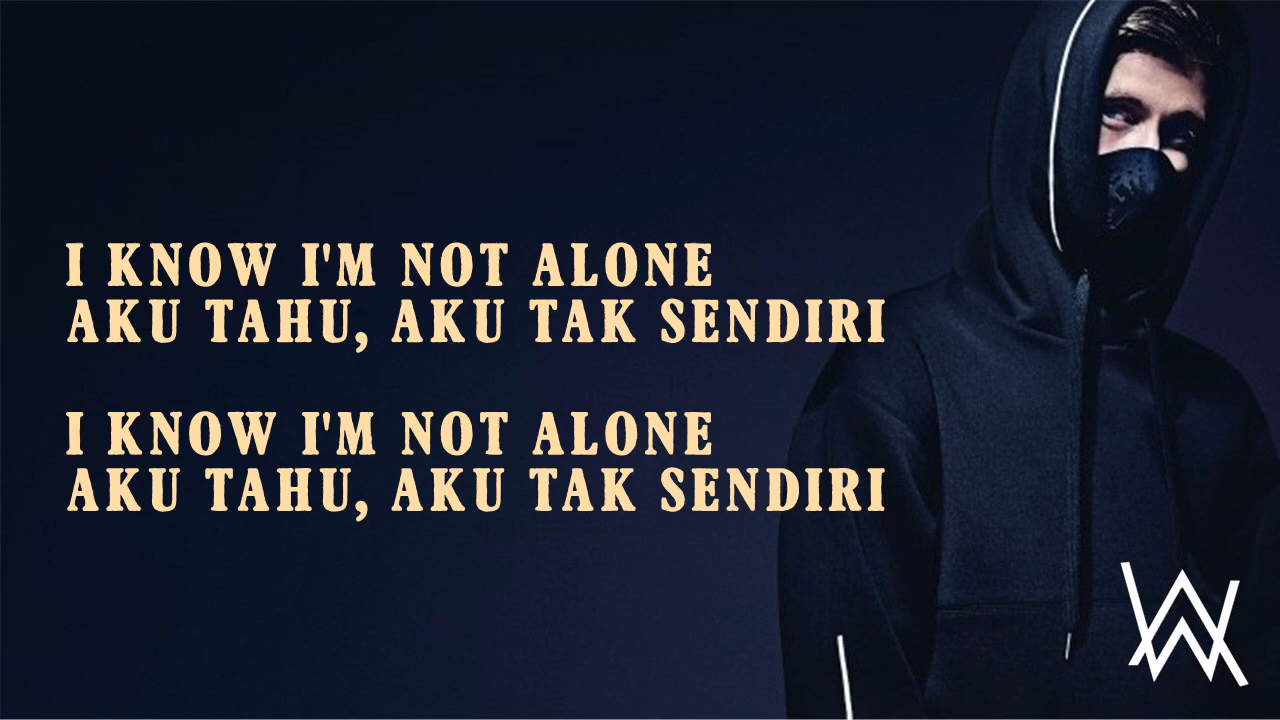 I KNOW I'M NOT ALONE
AKU TAHU, AKU TAK SENDIRI
I KNOW I'M NOT ALONE
AKU TAHU, AKU TAK SENDIRI